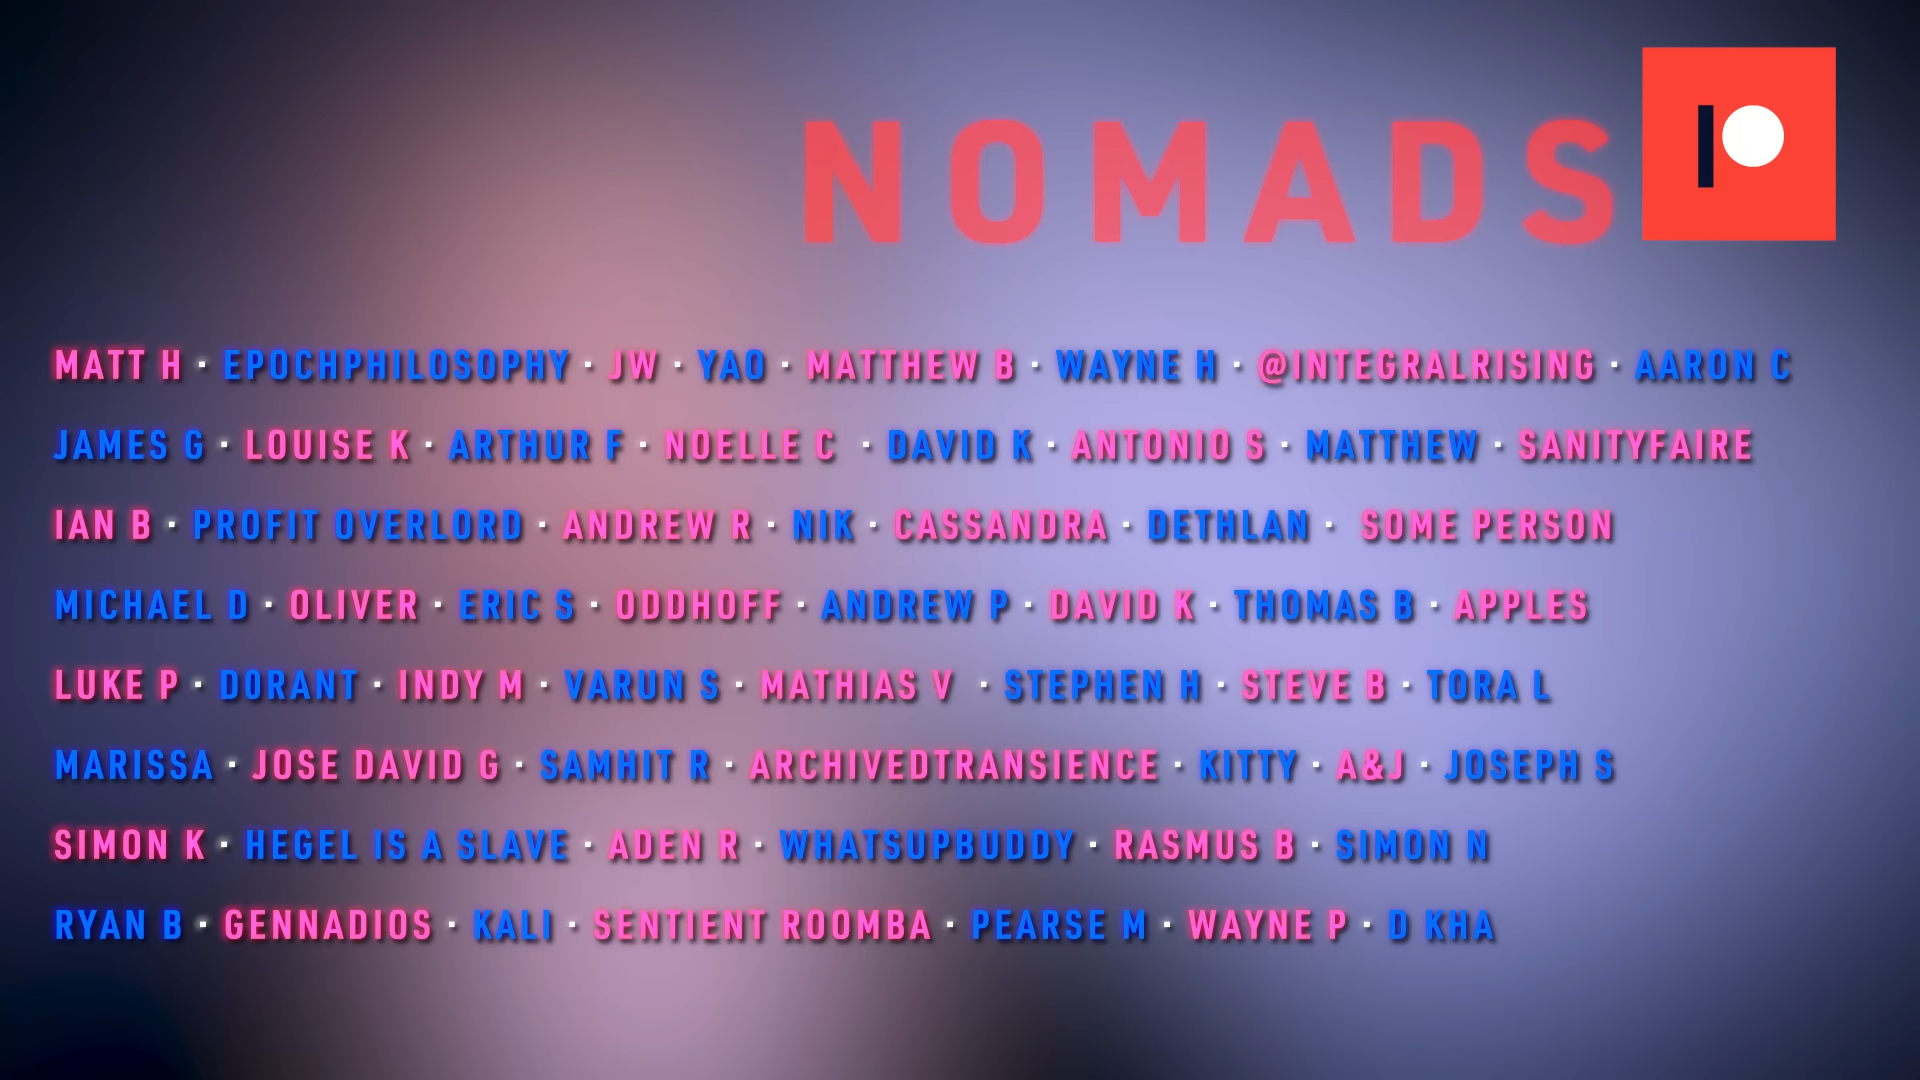 NOMADS
MATT H · EPOCHPHILOSOPHY · JW · YAO · MATTHEW B · WAYNE H · @INTEGRALRISING · AARON C
JAMES G · LOUISE K · ARTHUR F · NOELLE C · DAVID K · ANTONIO S · MATTHEW · SANITYFAIRE
IAN B · PROFIT OVERLORD · ANDREW R · NIK · CASSANDRA · DETHLAN · SOME PERSON
MICHAEL D · OLIVER · ERIC S · ODDHOFF · ANDREW P · DAVID K · THOMAS B · APPLES
LUKE P · DORANT · INDY M · VARUN S · MATHIAS V · STEPHEN H · STEVE B · TORA L
MARISSA · JOSE DAVID G · SAMHIT R · ARCHIVEDTRANSIENCE · KITTY · A&J · JOSEPH S
SIMON K · HEGEL IS A SLAVE · ADEN R · WHATSUPBUDDY · RASMUS B · SIMON N
RYAN B · GENNADIOS · KALI · SENTIENT ROOMBA · PEARSE M · WAYNE P · D KHA